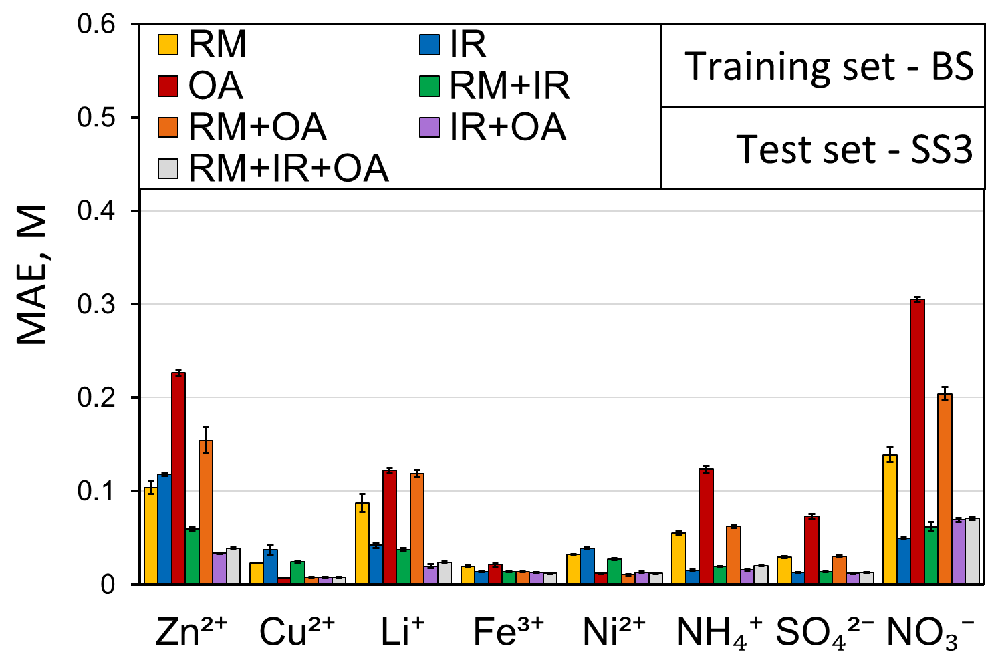 0.6
RM
IR
Training set - BS
OA
RM+IR
0.5
RM+OA
IR+OA
Test set - SS3
RM+IR+OA
0.4
MAE, M
0.3
0.2
0.1
0
Zn²⁺ Cu²⁺ Li⁺ Fe³⁺ Ni²⁺ NH₄⁺ SO₄²⁻ NO₃⁻